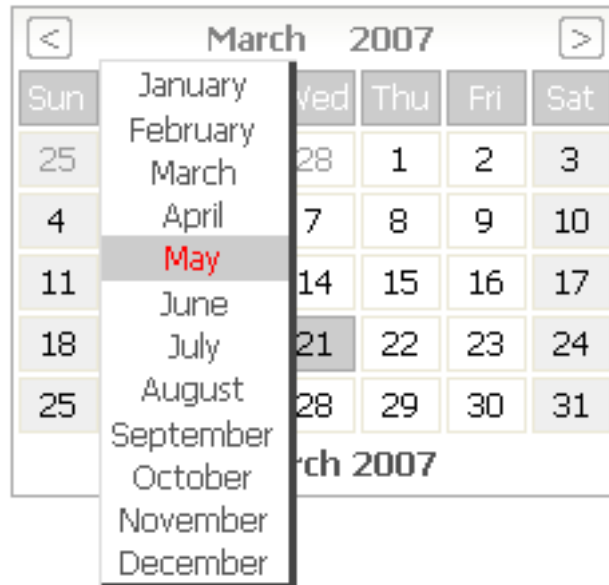 < March 2007 >
Sun Wed Thu Fri Sat
25 28 1 2 3
4 7 8 9 10
11 14 15 16 17
18 21 22 23 24
25 28 29 30 31
rch 2007
January
February
March
April
May
June
July
August
September
October
November
December